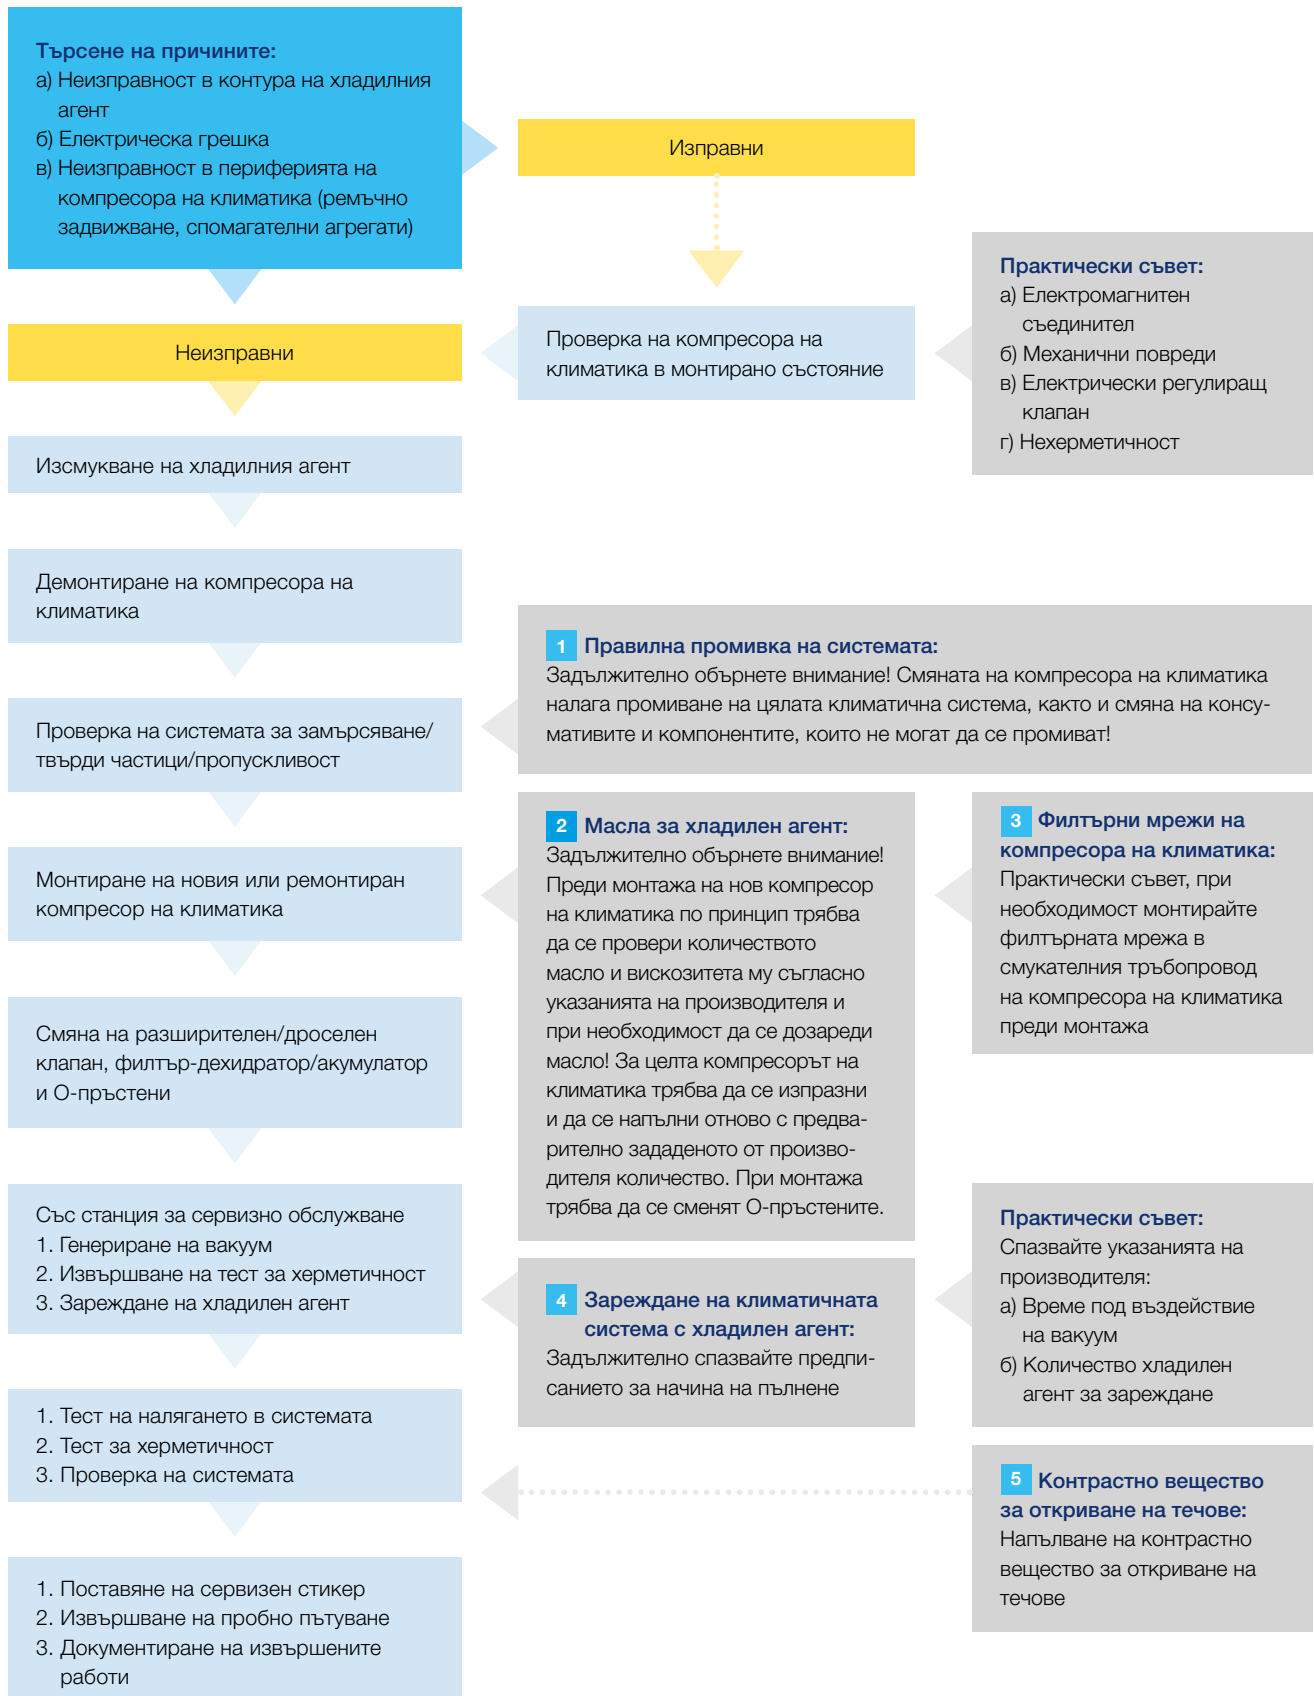 Търсене на причините:
а) Неизправност в контура на хладилния
агент
б) Електрическа грешка
в) Неизправност в периферията на
компресора на климатика (ремъчно
задвижване, спомагателни агрегати)
Изправни
Неизправни
Проверка на компресора на
климатика в монтирано състояние
Практически съвет:
а) Електромагнитен
съединител
б) Механични повреди
в) Електрически регулиращ
клапан
г) Нехерметичност
Изсмукване на хладилния агент
Демонтиране на компресора на
климатика
1 Правилна промивка на системата:
Задължително обърнете внимание! Смяната на компресора на климатика
налага промиване на цялата климатична система, както и смяна на консу-
мативите и компонентите, които не могат да се промиват!
Проверка на системата за замърсяване/
твърди частици/пропускливост
2 Масла за хладилен агент:
Задължително обърнете внимание!
Преди монтажа на нов компресор
на климатика по принцип трябва
да се провери количеството
масло и вискозитета му съгласно
указанията на производителя и
при необходимост да се дозареди
масло! За целта компресорът на
климатика трябва да се изпразни
и да се напълни отново с предва-
рително зададеното от произво-
дителя количество. При монтажа
трябва да се сменят О-пръстените.
3 Филтърни мрежи на
компресора на климатика:
Практически съвет, при
необходимост монтирайте
филтърната мрежа в
смукателния тръбопровод
на компресора на климатика
преди монтажа
Монтиране на новия или ремонтиран
компресор на климатика
Смяна на разширителен/дроселен
клапан, филтър-дехидратор/акумулатор
и О-пръстени
Със станция за сервизно обслужване
1. Генериране на вакуум
2. Извършване на тест за херметичност
3. Зареждане на хладилен агент
4 Зареждане на климатичната
система с хладилен агент:
Задължително спазвайте предпи-
санието за начина на пълнене
Практически съвет:
Спазвайте указанията на
производителя:
а) Време под въздействие
на вакуум
б) Количество хладилен
агент за зареждане
1. Тест на налягането в системата
2. Тест за херметичност
3. Проверка на системата
5 Контрастно вещество
за откриване на течове:
Напълване на контрастно
вещество за откриване на
течове
1. Поставяне на сервизен стикер
2. Извършване на пробно пътуване
3. Документиране на извършените
работи